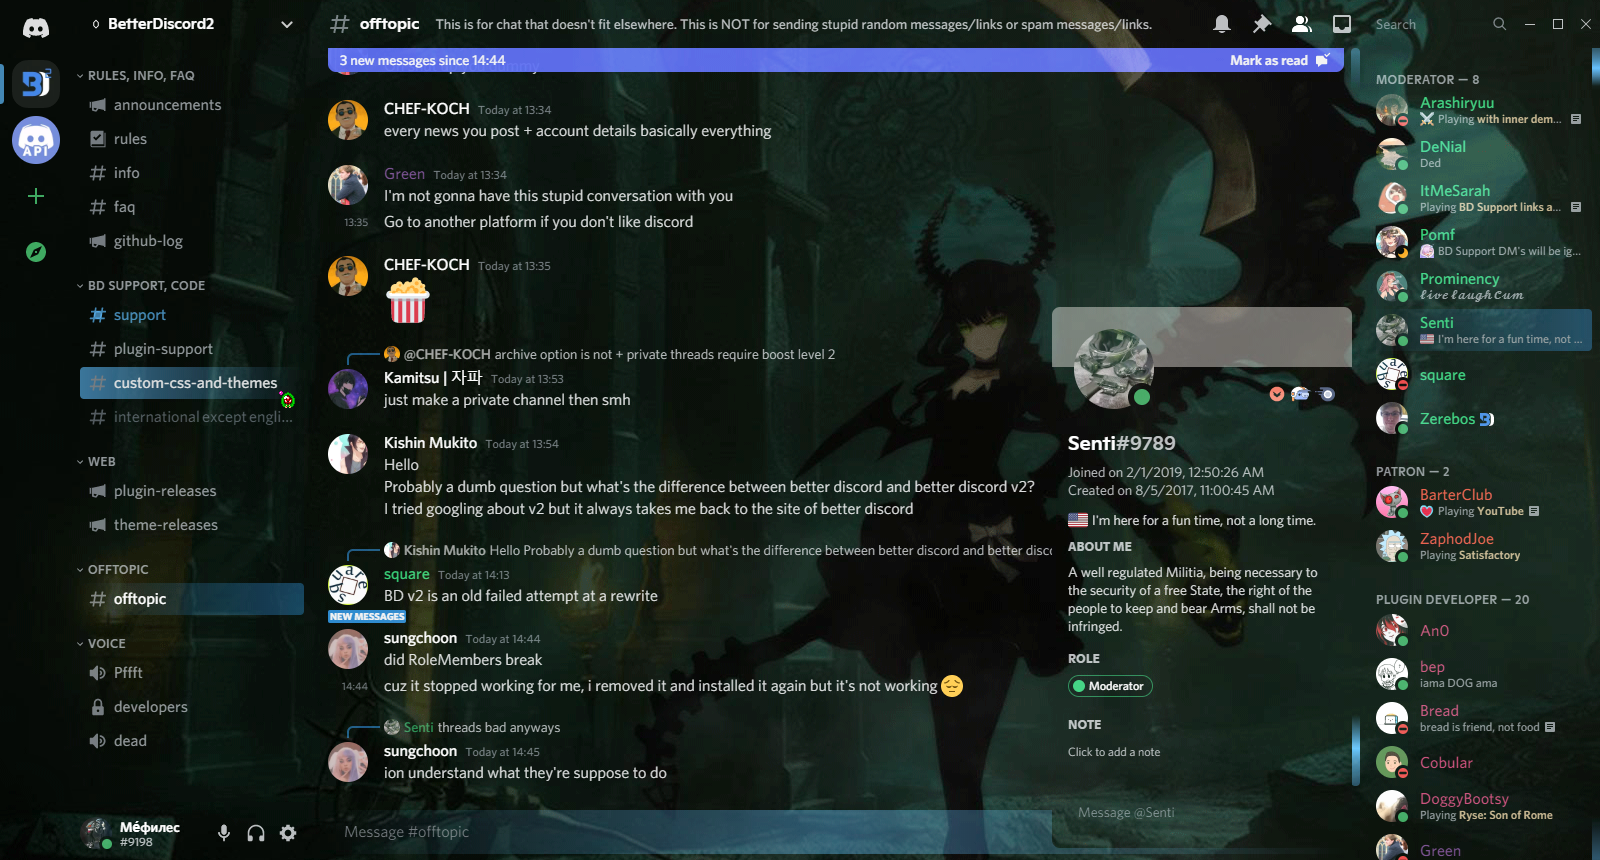 BetterDiscord2
RULES, INFO, FAQ
announcements
rules
info
faq
github-log
BD SUPPORT, CODE
support
plugin-support
custom-css-and-themes
international except engli...
WEB
plugin-releases
theme-releases
OFFTOPIC
offtopic
VOICE
Pffft
developers
dead
Мéфилес
#9198
API
# offtopic
This is for chat that doesn't fit elsewhere. This is NOT for sending stupid random messages/links or spam messages/links.
Search
3 new messages since 14:44
Mark as read
CHEF-KOCH Today at 13:34
every news you post + account details basically everything
Green Today at 13:34
I'm not gonna have this stupid conversation with you
13:35 Go to another platform if you don't like discord
CHEF-KOCH Today at 13:35
@CHEF-KOCH archive option is not + private threads require boost level 2
Kamitsu | 자파 Today at 13:53
just make a private channel then smh
Kishin Mukito Today at 13:54
Hello
Probably a dumb question but what's the difference between better discord and better discord v2?
I tried googling about v2 but it always takes me back to the site of better discord
Kishin Mukito Hello Probably a dumb question but what's the difference between better discord and better disc
square Today at 14:13
BD v2 is an old failed attempt at a rewrite
NEW MESSAGES
sungchoon Today at 14:44
did RoleMembers break
14:44 cuz it stopped working for me, i removed it and installed it again but it's not working 😔
Senti threads bad anyways
sungchoon Today at 14:45
ion understand what they're suppose to do
Message #offtopic
Senti#9789
Joined on 2/1/2019, 12:50:26 AM
Created on 8/5/2017, 11:00:45 AM
🇺🇸 I'm here for a fun time, not a long time.
ABOUT ME
A well regulated Militia, being necessary to
the security of a free State, the right of the
people to keep and bear Arms, shall not be
infringed.
ROLE
Moderator
NOTE
Click to add a note
Message @Senti
MODERATOR — 8
Arashiryuu
⚔️ Playing with inner dem...
DeNial
Ded
ItMeSarah
Playing BD Support links a...
Pomf
BD Support DM's will be ig...
Prominency
𝓵𝓲𝓿𝓮 𝓵𝓪𝓾𝓰𝓱 𝓒𝓾𝓶
Senti
🇺🇸 I'm here for a fun time, not ...
square
Zerebos
PATRON — 2
BarterClub
Playing YouTube
ZaphodJoe
Playing Satisfactory
PLUGIN DEVELOPER — 20
An0
bep
iama DOG ama
Bread
bread is friend, not food
Cobular
DoggyBootsy
Playing Ryse: Son of Rome
Green